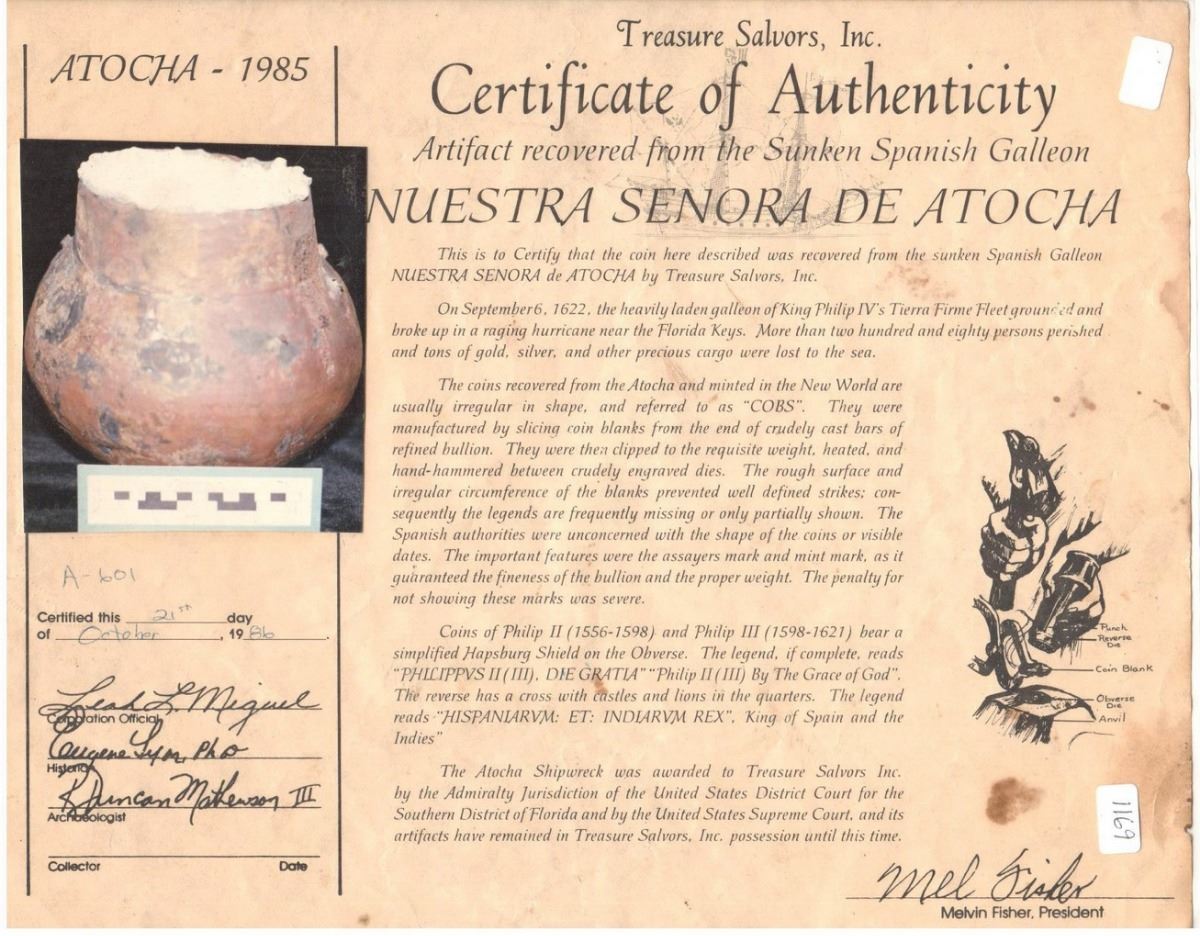 ATOCHA - 1985
A-601
Certified this 21st day
of October, 1986.
Leah L Miguel
Corporation Official
Eugene Lyon, PhD
Historian
R Duncan Mathewson III
Archaeologist
Collector Date
Treasure Salvors, Inc.
Certificate of Authenticity
Artifact recovered from the Sunken Spanish Galleon
NUESTRA SENORA DE ATOCHA
This is to Certify that the coin here described was recovered from the sunken Spanish Galleon
NUESTRA SENORA de ATOCHA by Treasure Salvors, Inc.
On September 6, 1622, the heavily laden galleon of King Philip IV's Tierra Firme Fleet grounded and
broke up in a raging hurricane near the Florida Keys. More than two hundred and eighty persons perished
and tons of gold, silver, and other precious cargo were lost to the sea.
The coins recovered from the Atocha and minted in the New World are
usually irregular in shape, and referred to as "COBS". They were
manufactured by slicing coin blanks from the end of crudely cast bars of
refined bullion. They were then clipped to the requisite weight, heated, and
hand-hammered between crudely engraved dies. The rough surface and
irregular circumference of the blanks prevented well defined strikes; con-
sequently the legends are frequently missing or only partially shown. The
Spanish authorities were unconcerned with the shape of the coins or visible
dates. The important features were the assayers mark and mint mark, as it
guaranteed the fineness of the bullion and the proper weight. The penalty for
not showing these marks was severe.
Coins of Philip II (1556-1598) and Philip III (1598-1621) bear a
simplified Hapsburg Shield on the Obverse. The legend, if complete, reads
"PHILIPPVS II (III), DIE GRATIA" "Philip II (III) By The Grace of God".
The reverse has a cross with castles and lions in the quarters. The legend
reads "HISPANIARVM: ET: INDIARVM REX", King of Spain and the
Indies"
The Atocha Shipwreck was awarded to Treasure Salvors Inc.
by the Admiralty Jurisdiction of the United States District Court for the
Southern District of Florida and by the United States Supreme Court, and its
artifacts have remained in Treasure Salvors, Inc. possession until this time.
Punch
Reverse
Die
Coin Blank
Obverse
Die
Anvil
1169
Mel Fisher
Melvin Fisher, President